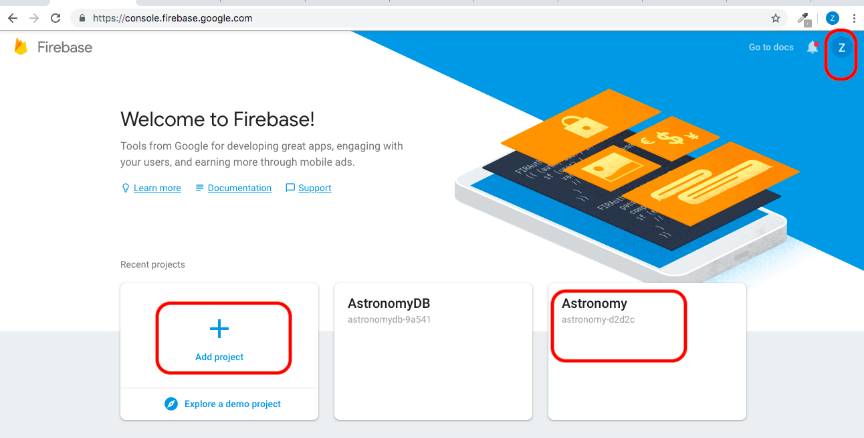 https://console.firebase.google.com
Z
Firebase
Go to docs
Z
Welcome to Firebase!
Tools from Google for developing great apps, engaging with
your users, and earning more through mobile ads.
Learn more
Documentation
Support
Recent projects
Add project
Explore a demo project
AstronomyDB
astronomydb-9a541
Astronomy
astronomy-d2d2c